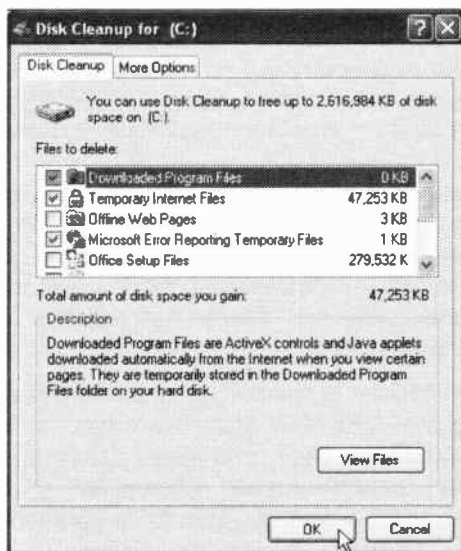 Disk Cleanup for (C:)
Disk Cleanup
More Options
You can use Disk Cleanup to free up to 2,616,984 KB of disk
space on (C:).
Files to delete:
Downloaded Program Files 0 KB
Temporary Internet Files 47,253 KB
Offline Web Pages 3 KB
Microsoft Error Reporting Temporary Files 1 KB
Office Setup Files 279,532 K
Total amount of disk space you gain: 47,253 KB
Description
Downloaded Program Files are ActiveX controls and Java applets
downloaded automatically from the Internet when you view certain
pages. They are temporarily stored in the Downloaded Program
Files folder on your hard disk.
View Files
OK
Cancel